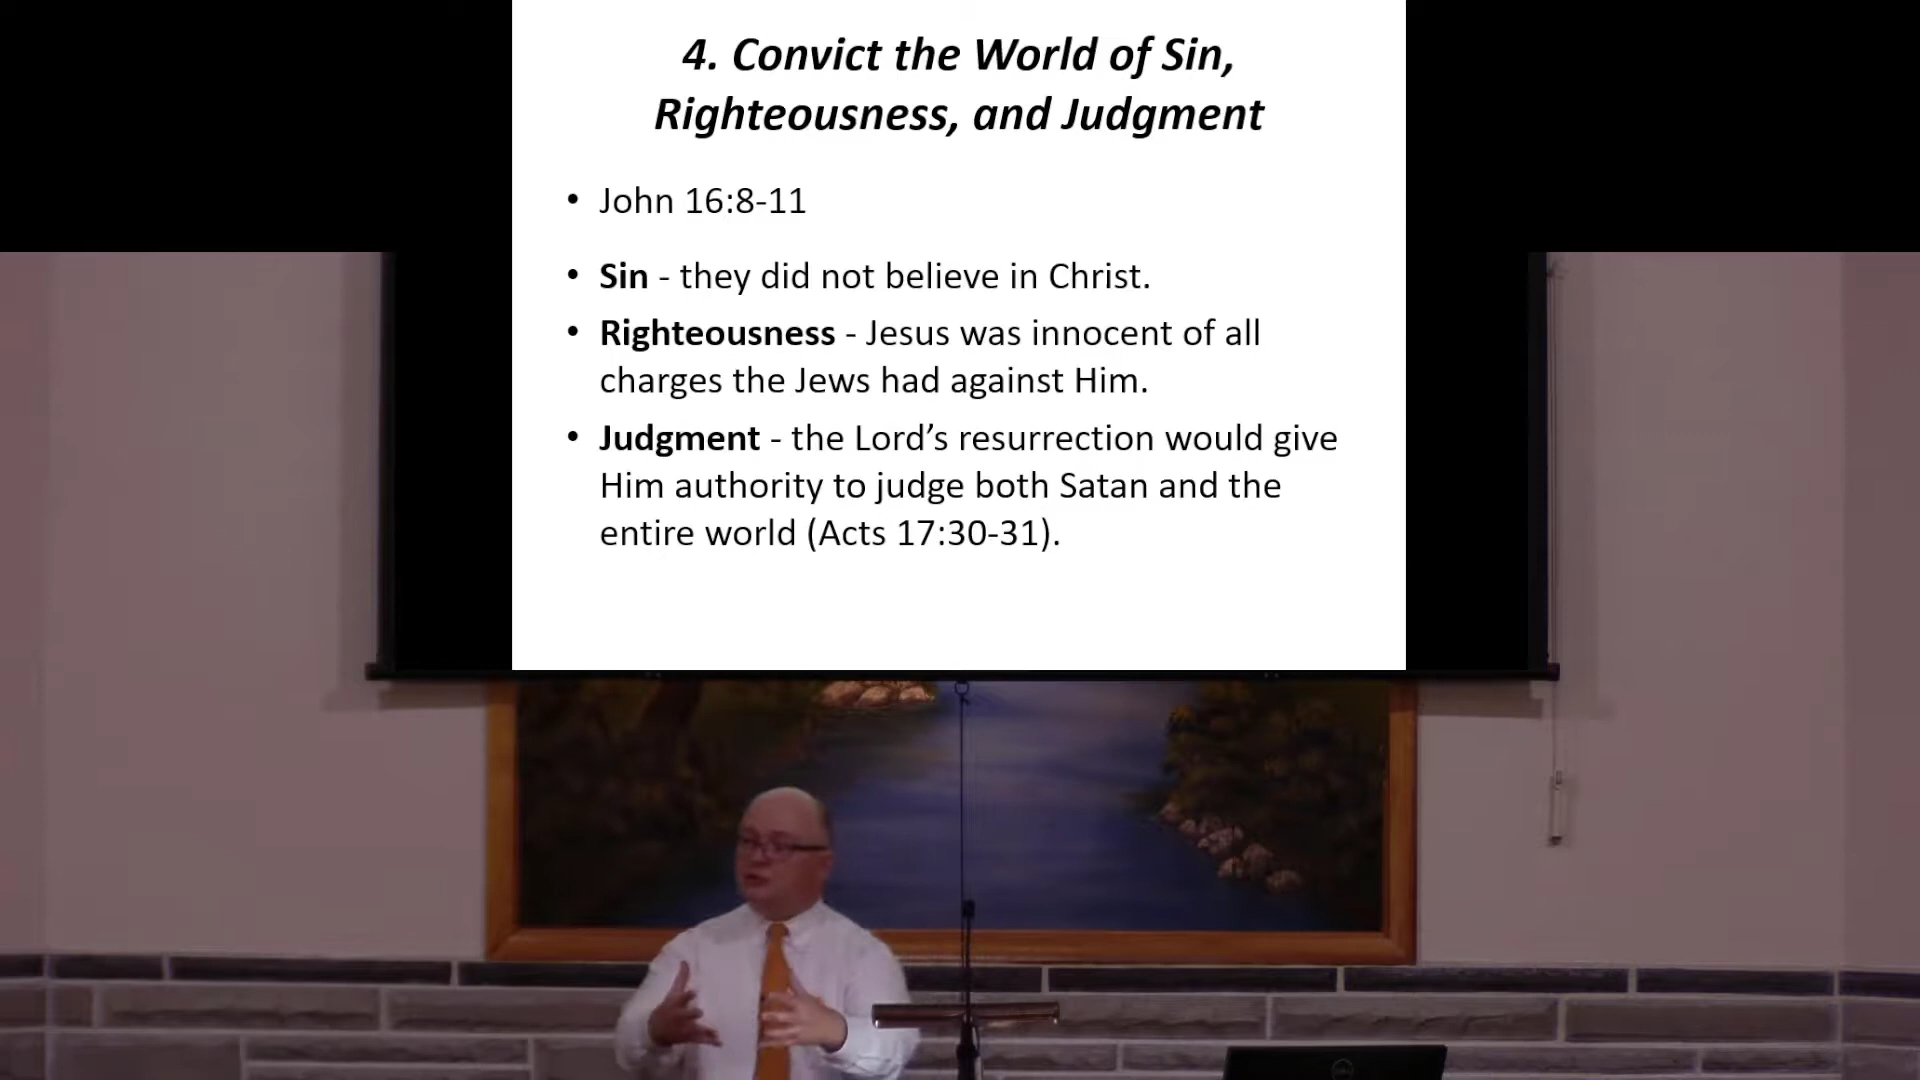 4. Convict the World of Sin,
Righteousness, and Judgment
• John 16:8-11
• Sin - they did not believe in Christ.
• Righteousness - Jesus was innocent of all
charges the Jews had against Him.
• Judgment - the Lord’s resurrection would give
Him authority to judge both Satan and the
entire world (Acts 17:30-31).